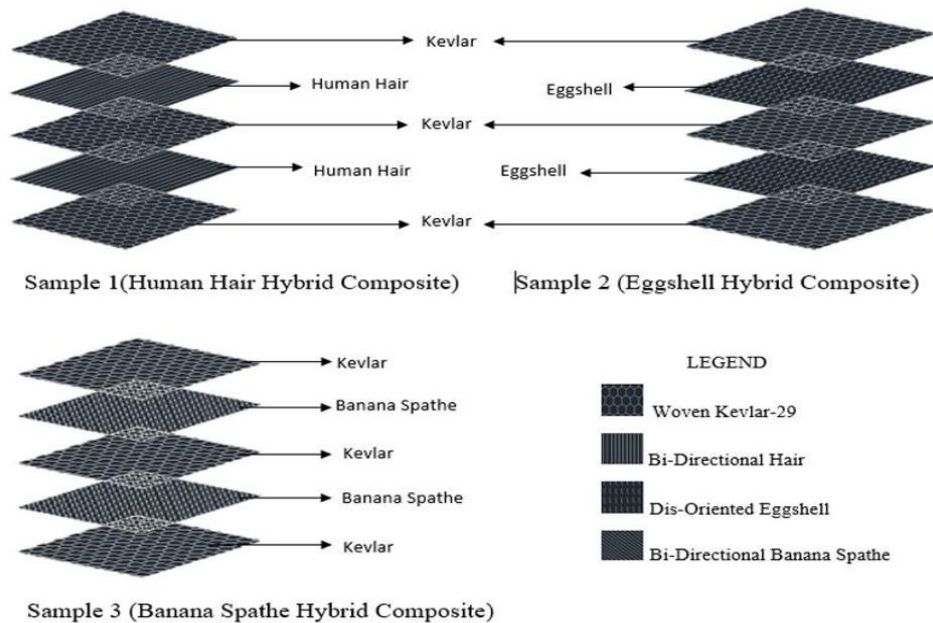 Kevlar
Human Hair
Eggshell
Kevlar
Human Hair
Eggshell
Kevlar
Sample 1(Human Hair Hybrid Composite)
Sample 2 (Eggshell Hybrid Composite)
Kevlar
Banana Spathe
Kevlar
Banana Spathe
Kevlar
Sample 3 (Banana Spathe Hybrid Composite)
LEGEND
Woven Kevlar-29
Bi-Directional Hair
Dis-Oriented Eggshell
Bi-Directional Banana Spathe